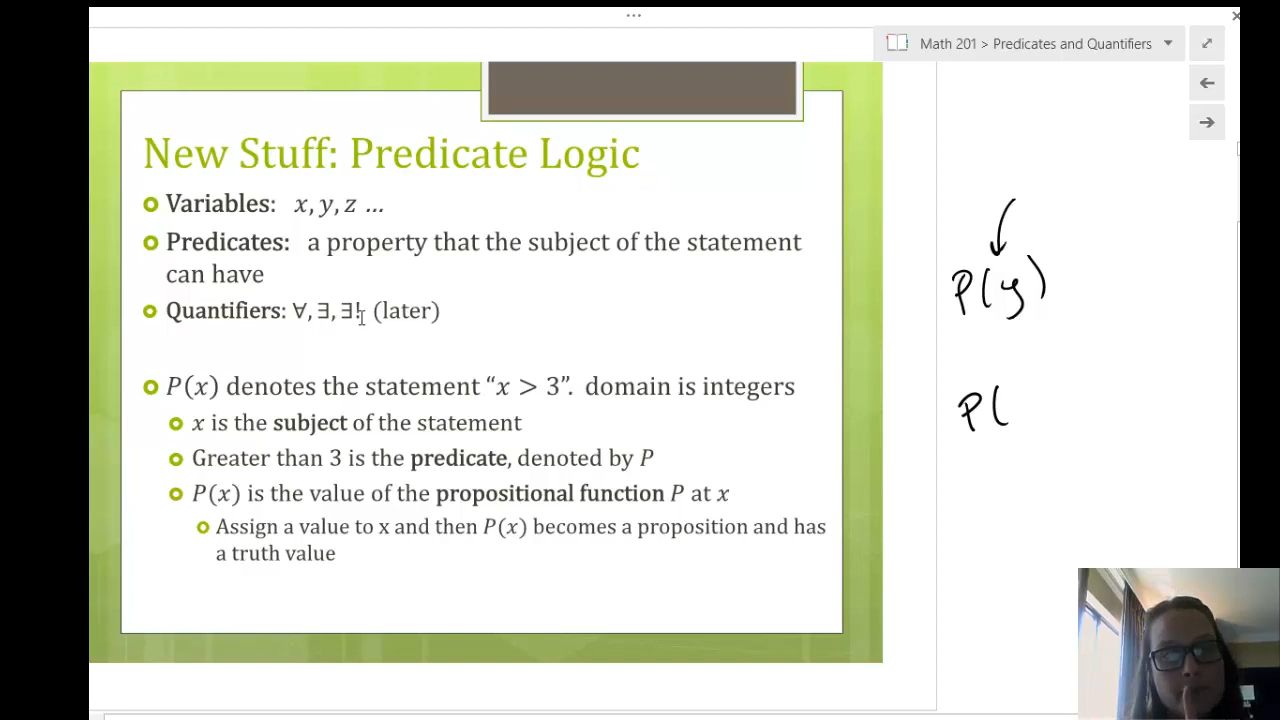 ...
Math 201 > Predicates and Quantifiers
New Stuff: Predicate Logic
Variables: x, y, z ...
Predicates: a property that the subject of the statement
can have
Quantifiers: ∀, ∃, ∃! (later)
P(x) denotes the statement “x > 3”. domain is integers
x is the subject of the statement
Greater than 3 is the predicate, denoted by P
P(x) is the value of the propositional function P at x
Assign a value to x and then P(x) becomes a proposition and has
a truth value
P(y)
P(